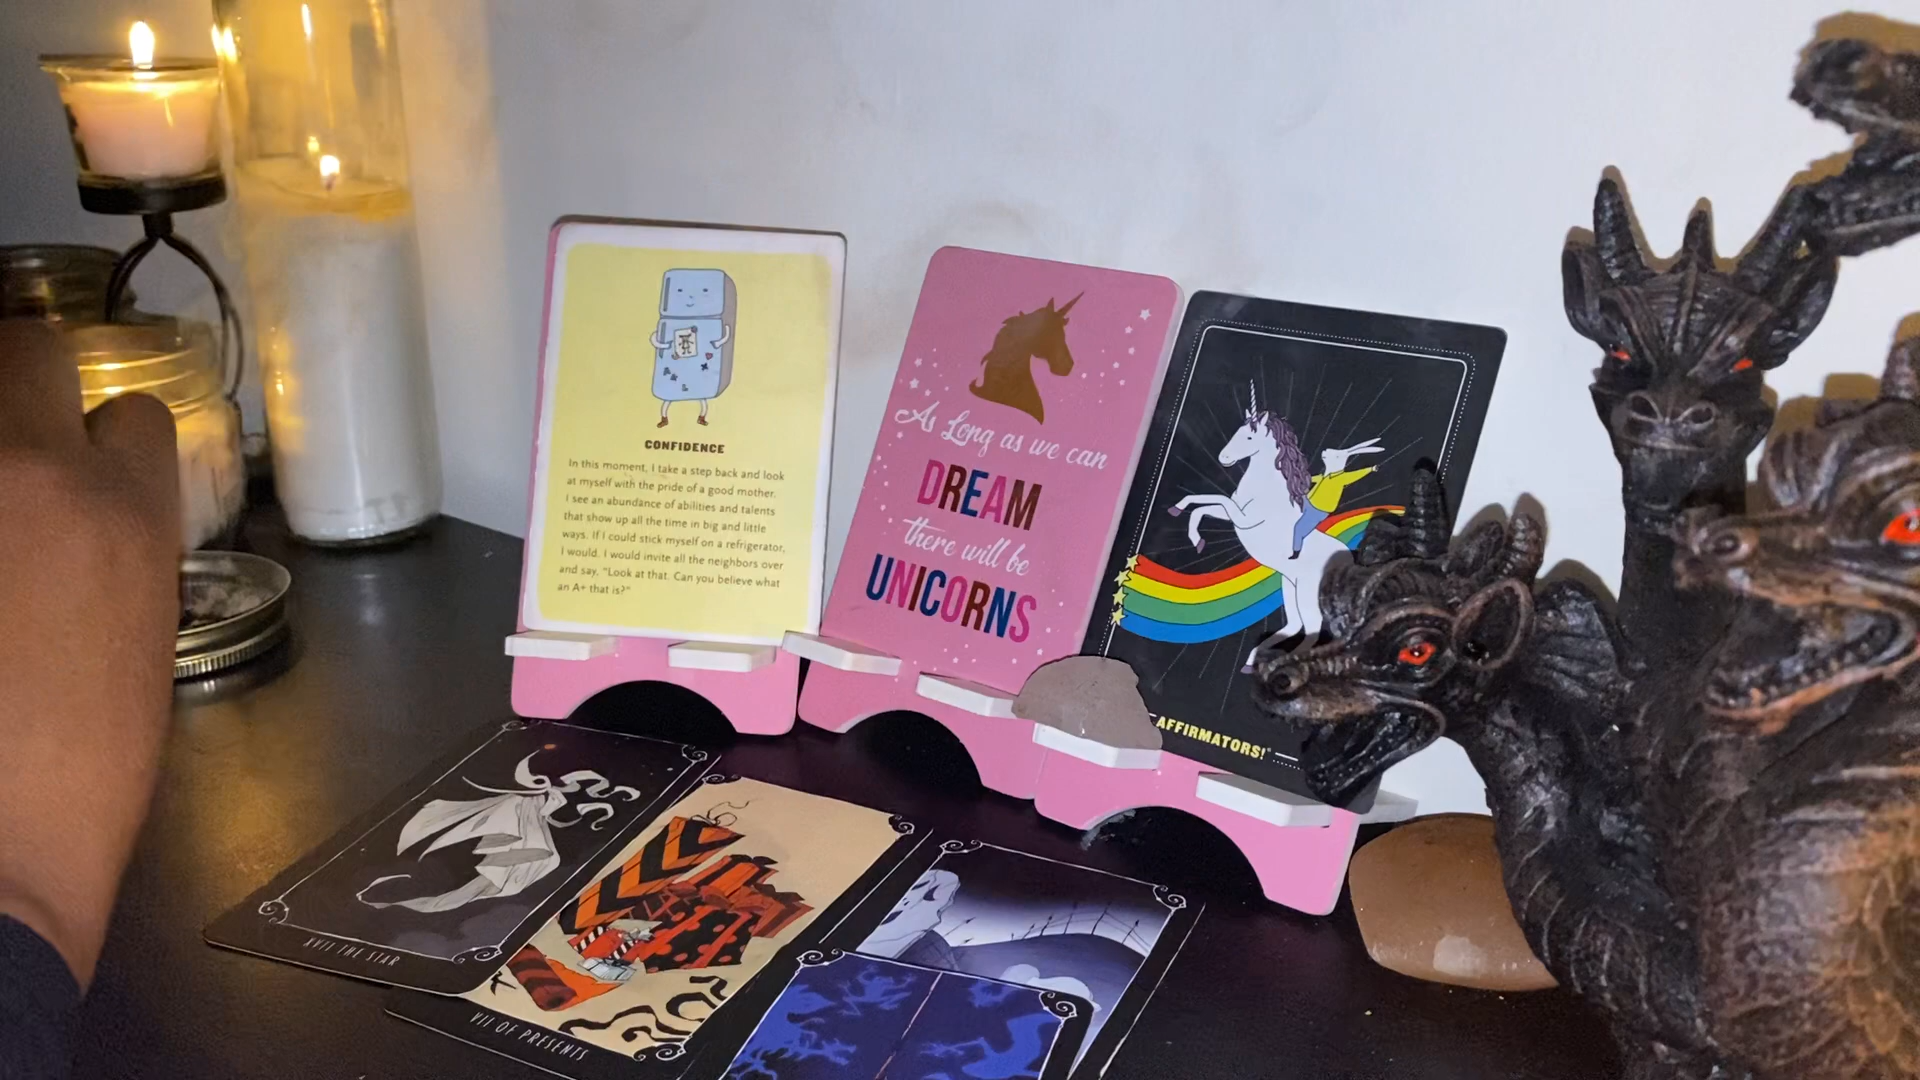 CONFIDENCE
In this moment, I take a step back and look
at myself with the pride of a good mother.
I see an abundance of abilities and talents
that show up all the time in big and little
ways. If I could stick myself on a refrigerator,
I would. I would invite all the neighbors over
and say, "Look at that. Can you believe what
an A+ that is?"
As Long as we can
DREAM
there will be
UNICORNS
AFFIRMATORS!
XVII THE STAR
VII OF PRESENTS